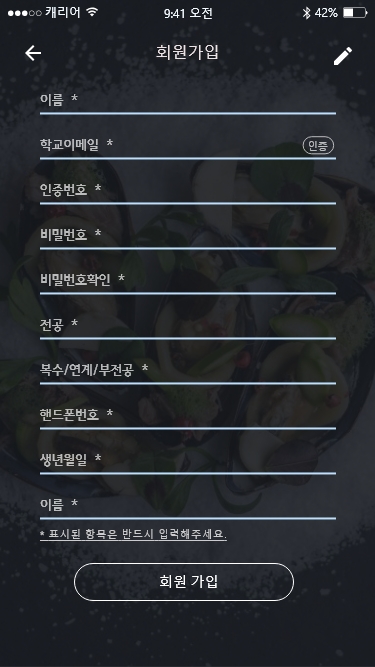 캐리어 9:41 오전 42%
회원가입
이름 *
학교이메일 * 인증
인증번호 *
비밀번호 *
비밀번호확인 *
전공 *
복수/연계/부전공 *
핸드폰번호 *
생년월일 *
이름 *
* 표시된 항목은 반드시 입력해주세요.
회원 가입